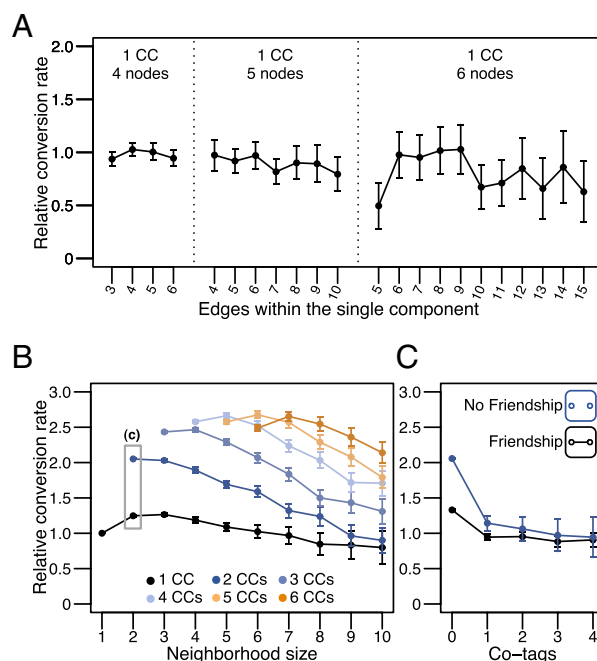 A
1 CC 1 CC 1 CC
4 nodes 5 nodes 6 nodes
Relative conversion rate
2.0
1.5
1.0
0.5
0
3 4 5 6 4 5 6 7 8 9 10 5 6 7 8 9 10 11 12 13 14 15
Edges within the single component
B
Relative conversion rate
3.0
2.5
2.0
1.5
1.0
0.5
0
(c)
1 CC 2 CCs 3 CCs
4 CCs 5 CCs 6 CCs
1 2 3 4 5 6 7 8 9 10
Neighborhood size
C
3.0
2.5
2.0
1.5
1.0
0.5
0
No Friendship
Friendship
0 1 2 3 4
Co−tags